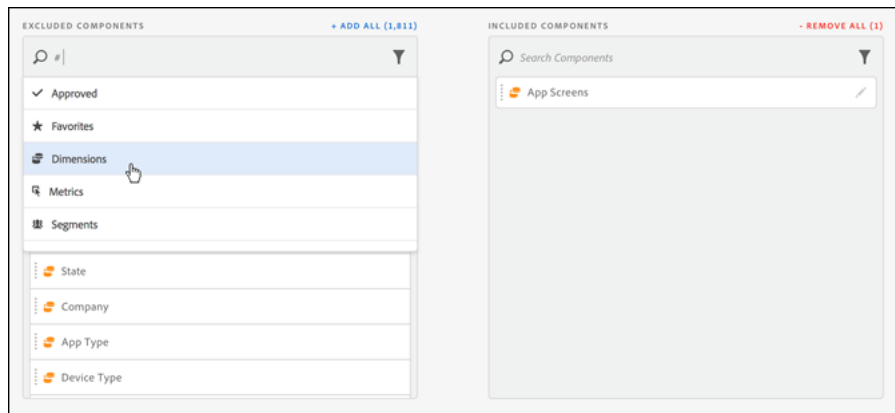 EXCLUDED COMPONENTS
+ ADD ALL (1,811)
#
Approved
Favorites
Dimensions
Metrics
Segments
State
Company
App Type
Device Type
INCLUDED COMPONENTS
- REMOVE ALL (1)
Search Components
App Screens